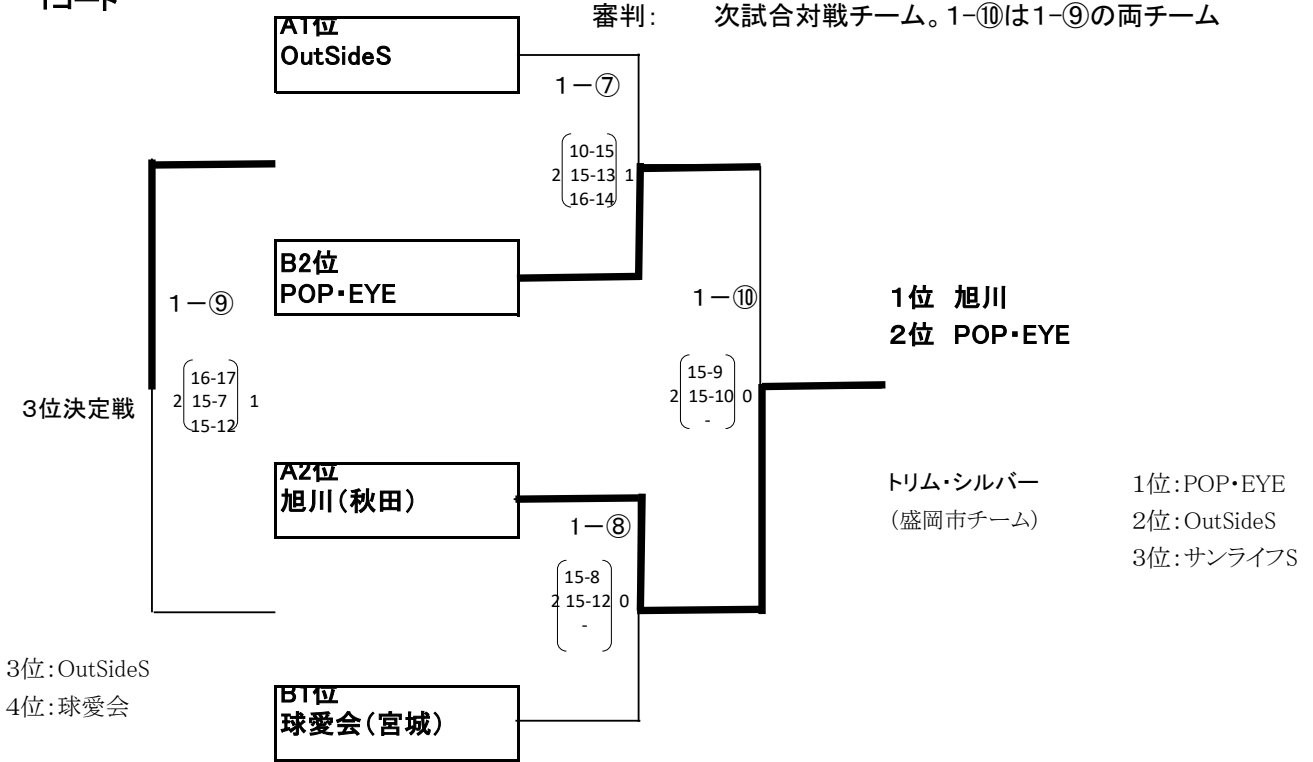 1コート
審判： 次試合対戦チーム。1-⑩は1-⑨の両チーム
A1位
OutSideS
1－⑦
10-15
2 15-13 1
16-14
B2位
POP・EYE
1－⑨
1－⑩
1位 旭川
2位 POP・EYE
16-17
2 15-7 1
15-12
3位決定戦
15-9
2 15-10 0
-
A2位
旭川（秋田）
トリム・シルバー
（盛岡市チーム）
1位：POP・EYE
2位：OutSideS
3位：サンライフS
1－⑧
15-8
2 15-12 0
-
3位：OutSideS
4位：球愛会
B1位
球愛会（宮城）